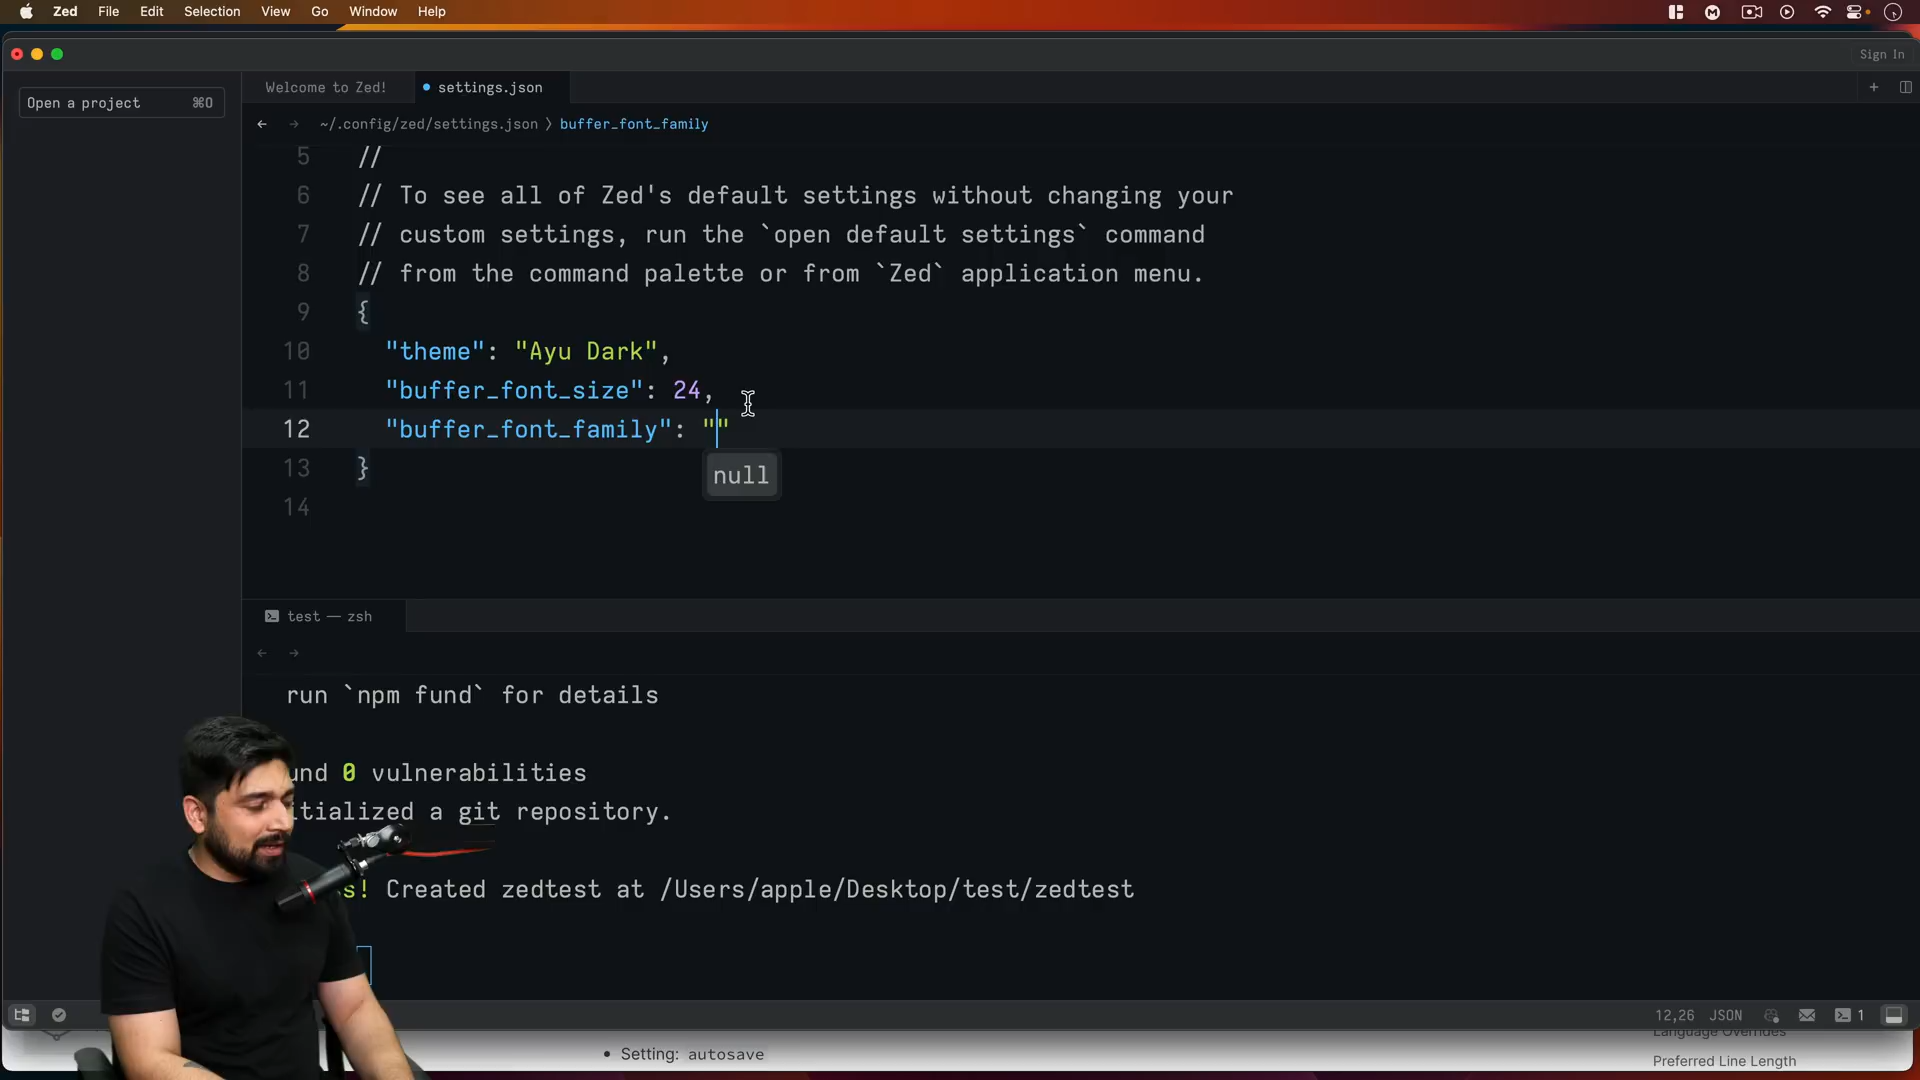 Zed File Edit Selection View Go Window Help
Sign In
Open a project ⌘O
Welcome to Zed! settings.json
~/.config/zed/settings.json 〉 buffer_font_family
5 //
6 // To see all of Zed's default settings without changing your
7 // custom settings, run the `open default settings` command
8 // from the command palette or from `Zed` application menu.
9 {
10 "theme": "Ayu Dark",
11 "buffer_font_size": 24,
12 "buffer_font_family": ""
null
13 }
14
test — zsh
run `npm fund` for details
und 0 vulnerabilities
itialized a git repository.
s! Created zedtest at /Users/apple/Desktop/test/zedtest
12,26 JSON 1
Language Overrides
• Setting: autosave
Preferred Line Length